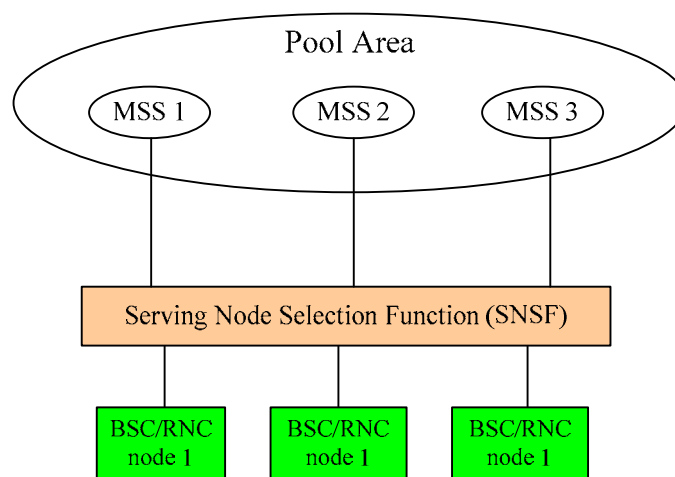 Pool Area
MSS 1
MSS 2
MSS 3
Serving Node Selection Function (SNSF)
BSC/RNC
node 1
BSC/RNC
node 1
BSC/RNC
node 1